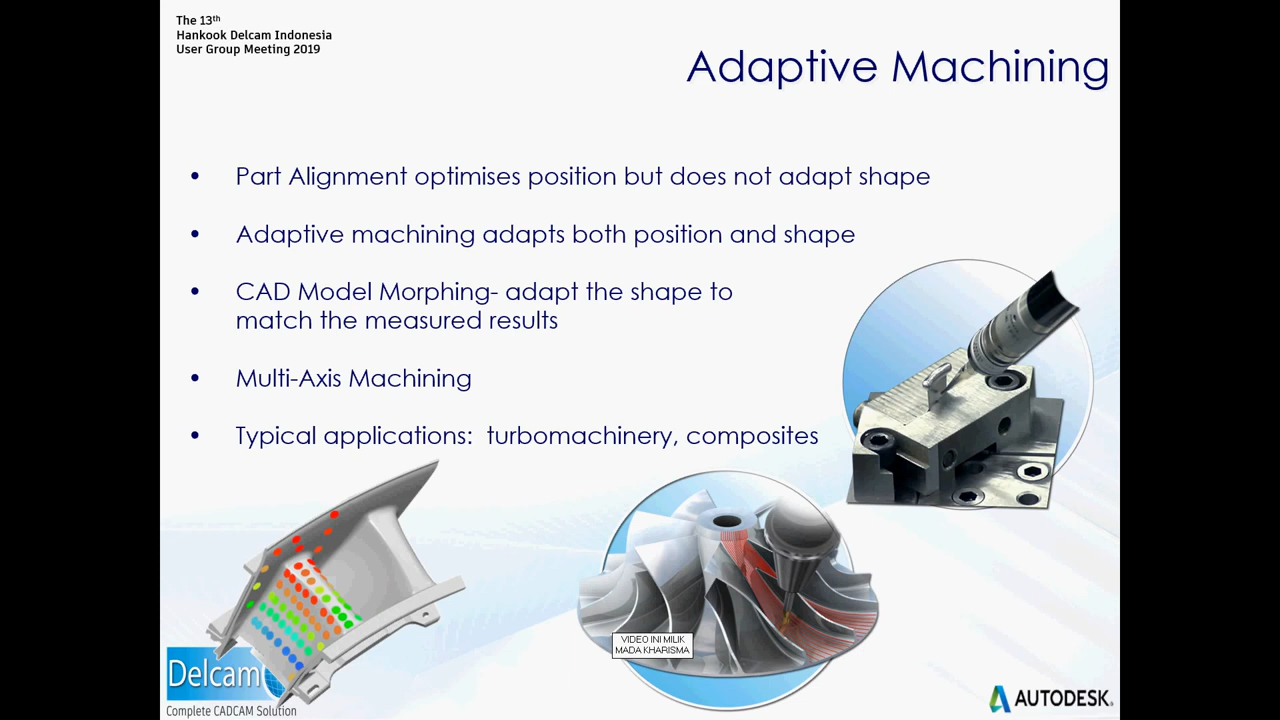 The 13th
Hankook Delcam Indonesia
User Group Meeting 2019
Adaptive Machining
• Part Alignment optimises position but does not adapt shape
• Adaptive machining adapts both position and shape
• CAD Model Morphing- adapt the shape to
match the measured results
• Multi-Axis Machining
• Typical applications:  turbomachinery, composites
VIDEO INI MILIK
MADA KHARISMA
Delcam
Complete CADCAM Solution
AUTODESK.